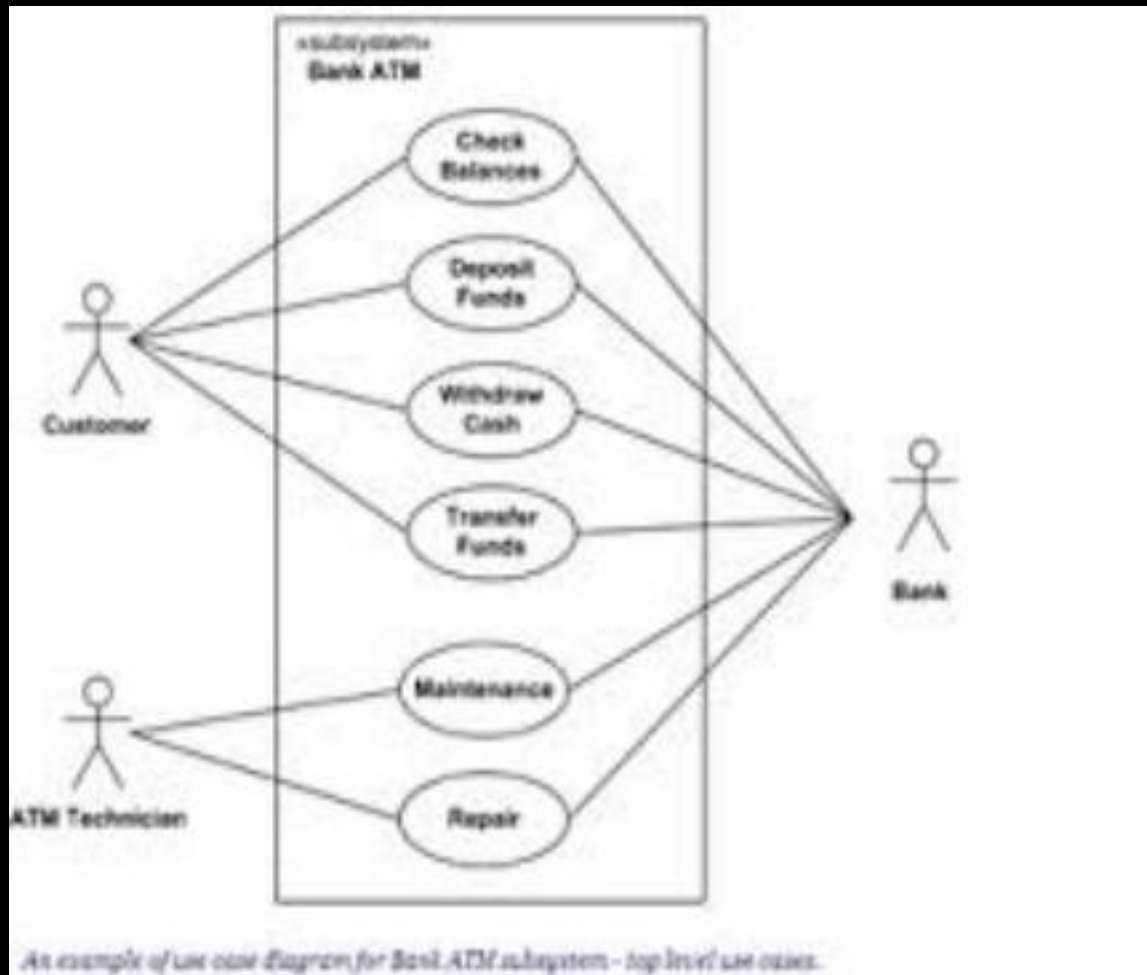 «subsystem»
Bank ATM
Check
Balances
Deposit
Funds
Withdraw
Cash
Customer
Transfer
Funds
Bank
Maintenance
ATM Technician
Repair
An example of use case diagram for Bank ATM subsystem - top level use cases.